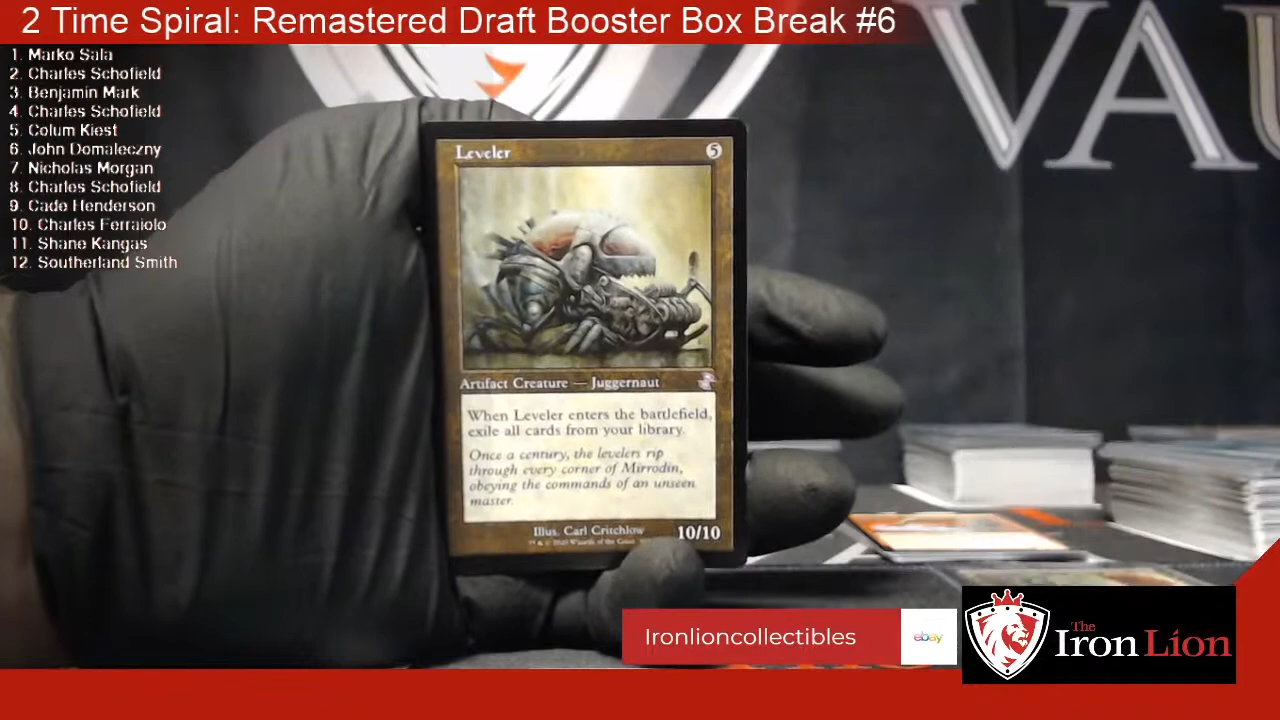 2 Time Spiral: Remastered Draft Booster Box Break #6
1. Marko Sala
2. Charles Schofield
3. Benjamin Mark
4. Charles Schofield
5. Colum Kiest
6. John Domaleczny
7. Nicholas Morgan
8. Charles Schofield
9. Cade Henderson
10. Charles Ferraiolo
11. Shane Kangas
12. Southerland Smith
VAU
Leveler 5
Artifact Creature — Juggernaut
When Leveler enters the battlefield,
exile all cards from your library.
Once a century, the levelers rip
through every corner of Mirrodin,
obeying the commands of an unseen
master.
Illus. Carl Critchlow
10/10
Ironlioncollectibles
ebay
The
Iron Lion